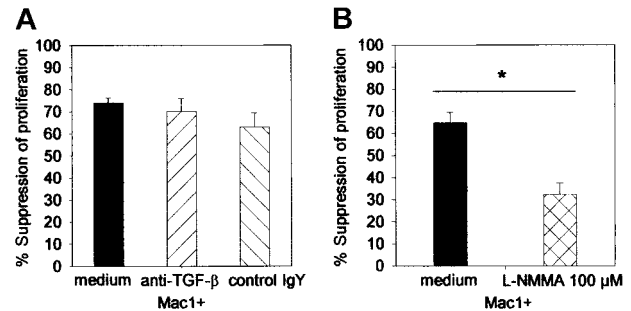 A
% Suppression of proliferation
100
90
80
70
60
50
40
30
20
10
0
medium anti-TGF-β control IgY
Mac1+
B
% Suppression of proliferation
100
90
80
70
60
50
40
30
20
10
0
*
medium L-NMMA 100 µM
Mac1+